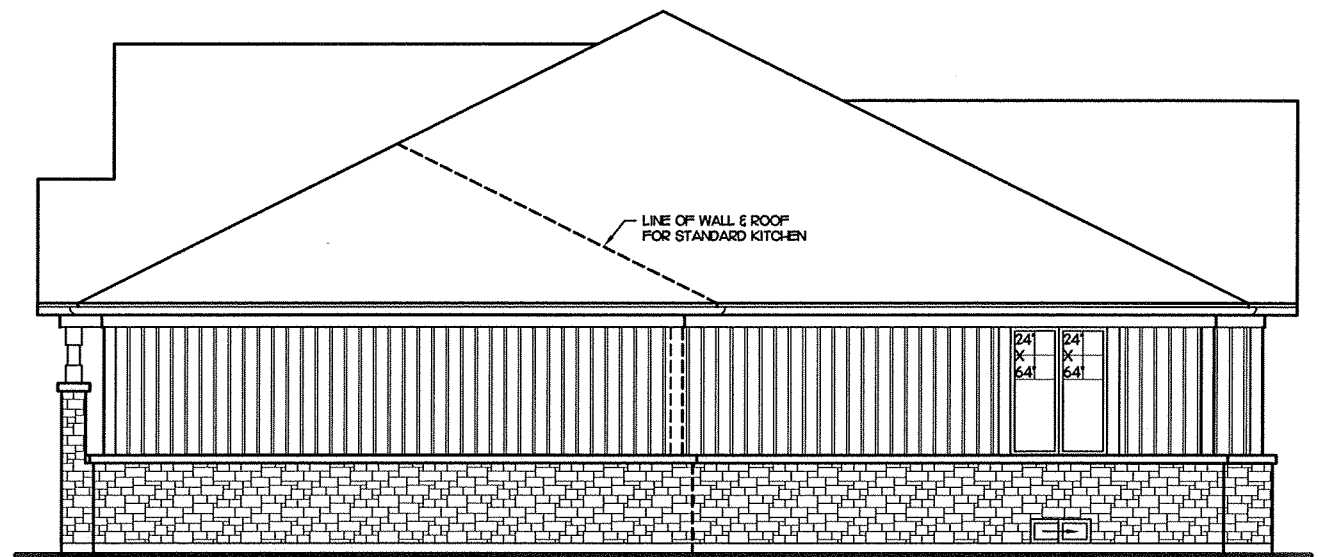 LINE OF WALL & ROOF
FOR STANDARD KITCHEN
24" 24"
X X
64" 64"